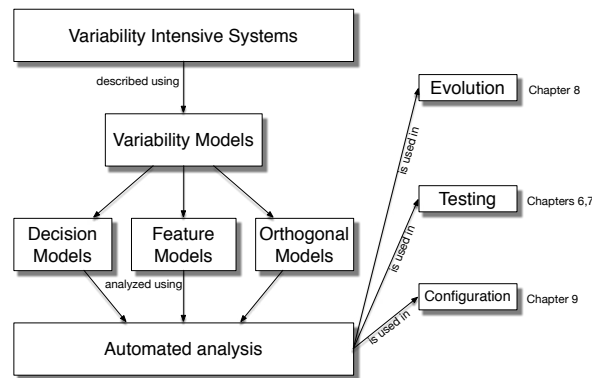 Variability Intensive Systems
described using
Variability Models
Decision
Models
Feature
Models
Orthogonal
Models
analyzed using
Automated analysis
is used in
Evolution
Chapter 8
is used in
Testing
Chapters 6,7
is used in
Configuration
Chapter 9